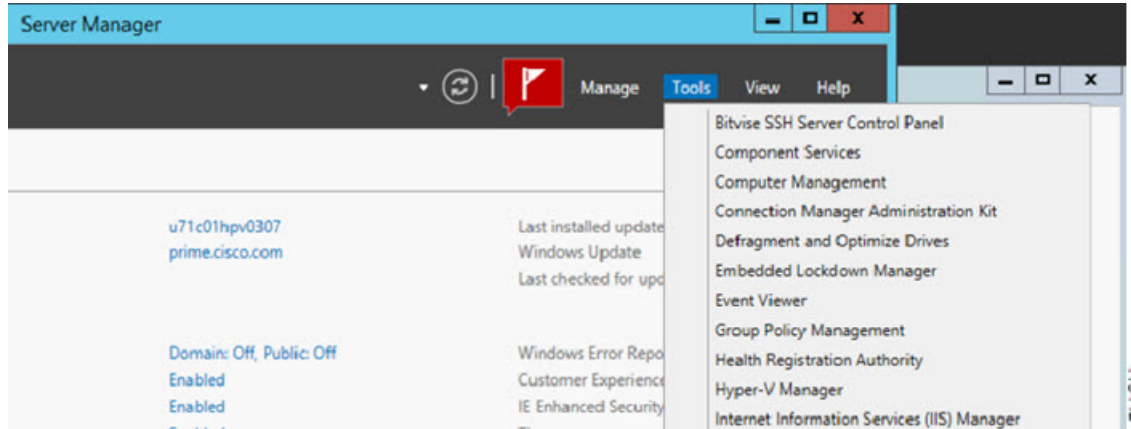 Server Manager
Manage Tools View Help
Bitvise SSH Server Control Panel
Component Services
Computer Management
Connection Manager Administration Kit
Defragment and Optimize Drives
Embedded Lockdown Manager
Event Viewer
Group Policy Management
Health Registration Authority
Hyper-V Manager
Internet Information Services (IIS) Manager
u71c01hpv0307 Last installed update
prime.cisco.com Windows Update
Last checked for upd
Domain: Off, Public: Off Windows Error Repo
Enabled Customer Experience
Enabled IE Enhanced Security